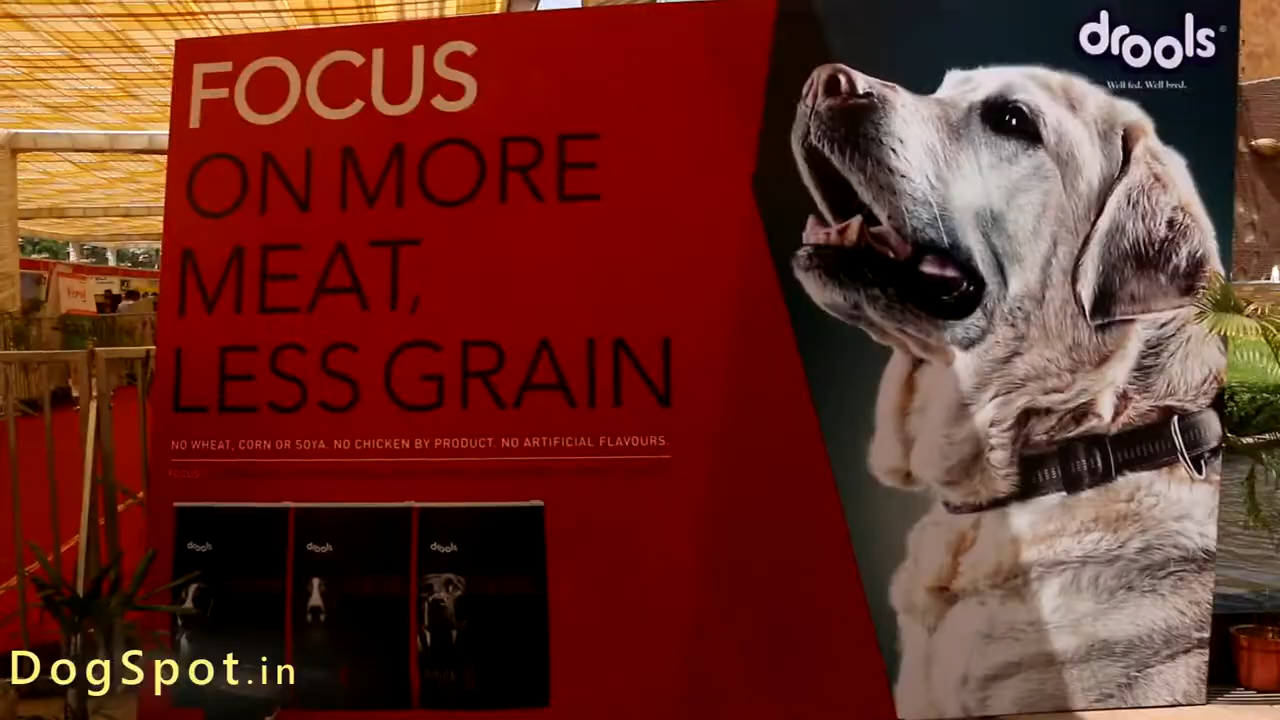 FOCUS
ON MORE
MEAT,
LESS GRAIN
NO WHEAT, CORN OR SOYA. NO CHICKEN BY PRODUCT. NO ARTIFICIAL FLAVOURS.
FOCUS
drools
drools
drools
drools
Well fed. Well bred.
DogSpot.in